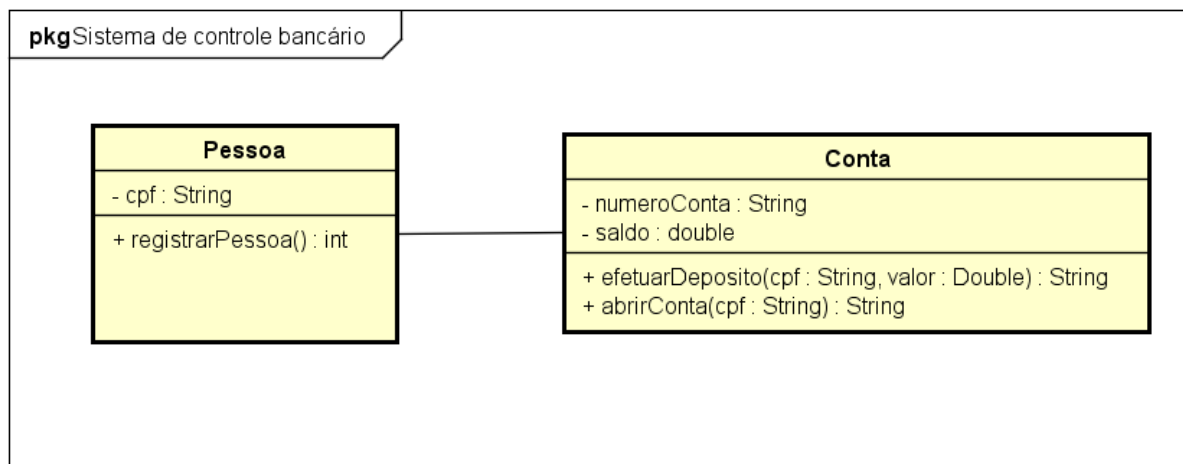 pkgSistema de controle bancário
Pessoa
- cpf : String
+ registrarPessoa() : int
Conta
- numeroConta : String
- saldo : double
+ efetuarDeposito(cpf : String, valor : Double) : String
+ abrirConta(cpf : String) : String